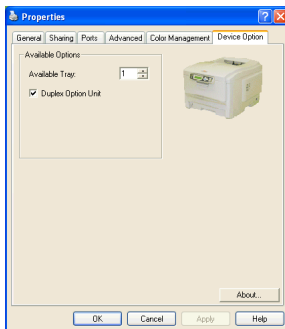 Properties
General Sharing Ports Advanced Color Management Device Option
Available Options
Available Tray: 1
Duplex Option Unit
About...
OK Cancel Apply Help